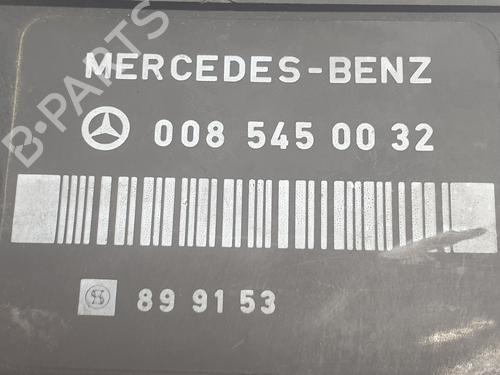 MERCEDES-BENZ
008 545 00 32
89 91 53
B-PARTS